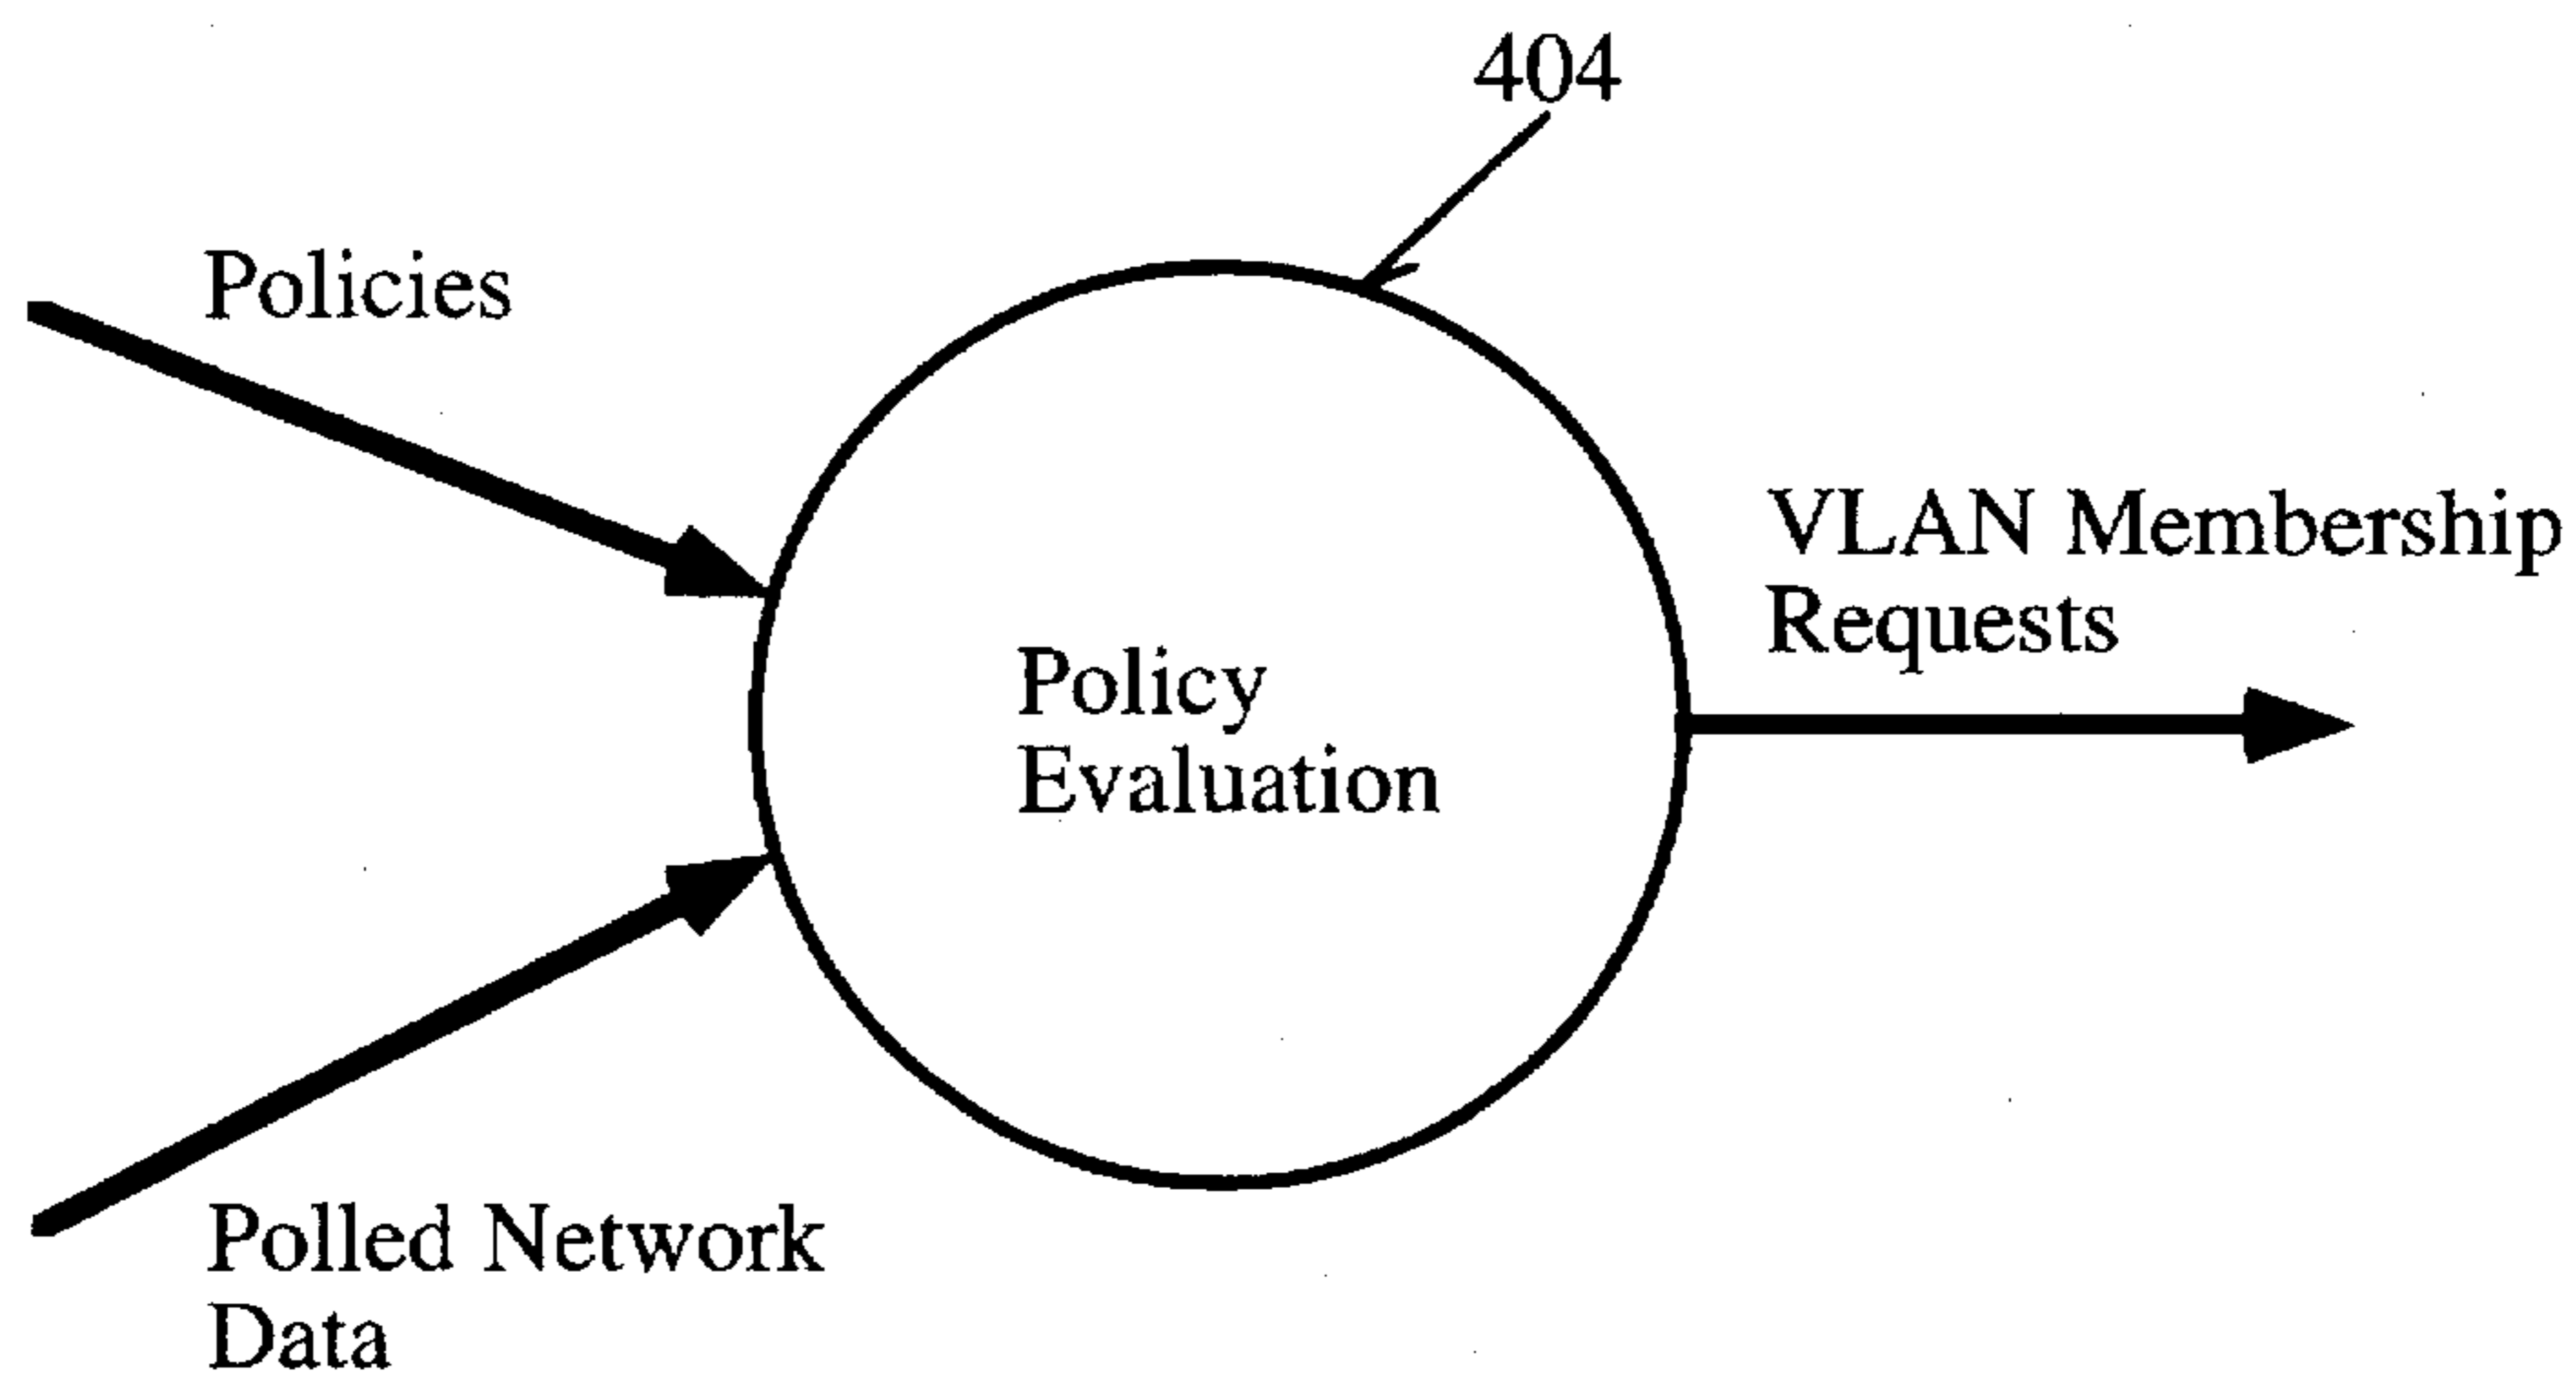 404
Policies
VLAN Membership
Requests
Policy
Evaluation
Polled Network
Data